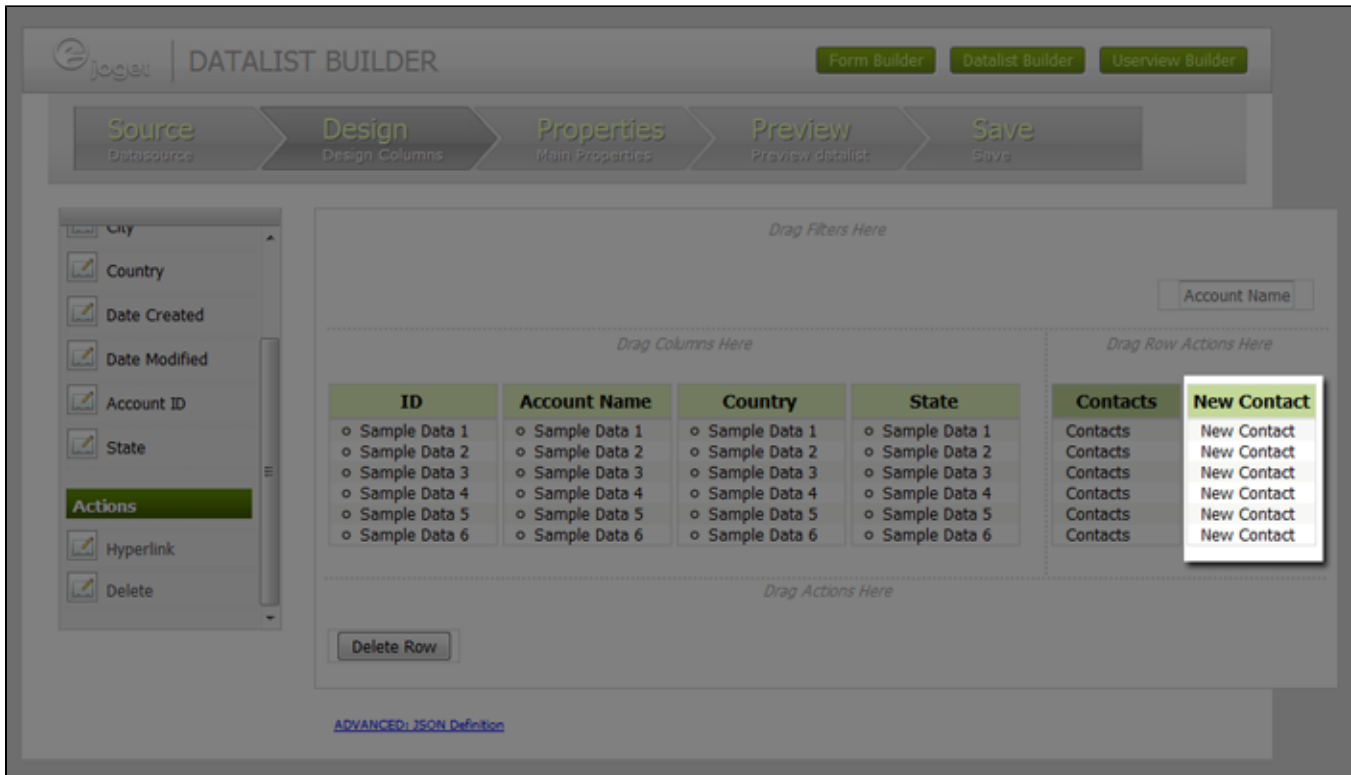 joget DATALIST BUILDER
Form Builder Datalist Builder Userview Builder
Source Design Properties Preview Save
Datasource Design Columns Main Properties Preview datalist Save
City
Country
Date Created
Date Modified
Account ID
State
Actions
Hyperlink
Delete
Drag Filters Here
Account Name
Drag Columns Here Drag Row Actions Here
ID Account Name Country State Contacts New Contact
Sample Data 1 Sample Data 1 Sample Data 1 Sample Data 1 Contacts New Contact
Sample Data 2 Sample Data 2 Sample Data 2 Sample Data 2 Contacts New Contact
Sample Data 3 Sample Data 3 Sample Data 3 Sample Data 3 Contacts New Contact
Sample Data 4 Sample Data 4 Sample Data 4 Sample Data 4 Contacts New Contact
Sample Data 5 Sample Data 5 Sample Data 5 Sample Data 5 Contacts New Contact
Sample Data 6 Sample Data 6 Sample Data 6 Sample Data 6 Contacts New Contact
Drag Actions Here
Delete Row
ADVANCED: JSON Definition